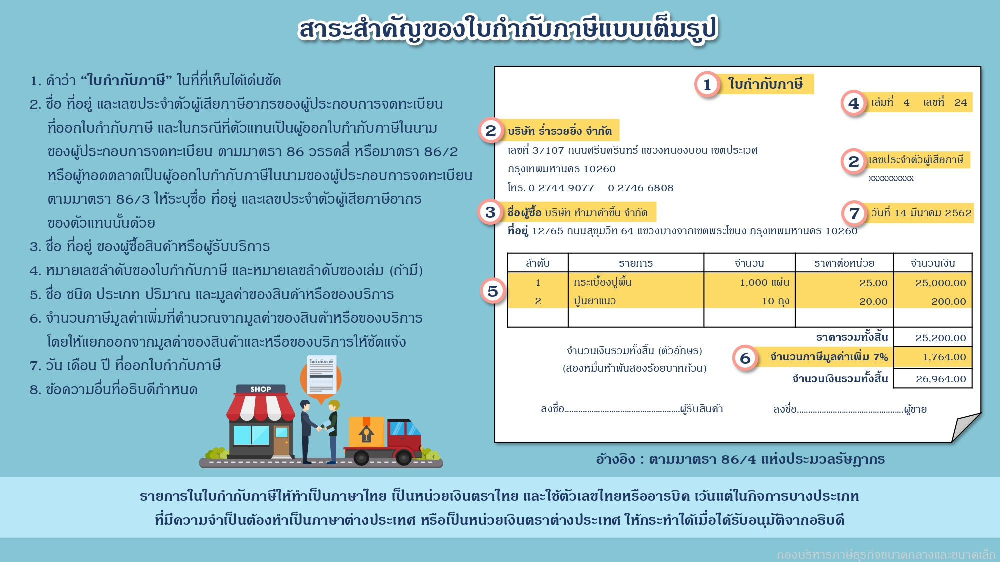 สาระสำคัญของใบกำกับภาษีแบบเต็มรูป
1. คำว่า “ใบกำกับภาษี” ในที่ที่เห็นได้เด่นชัด
2. ชื่อ ที่อยู่ และเลขประจำตัวผู้เสียภาษีอากรของผู้ประกอบการจดทะเบียน
ที่ออกใบกำกับภาษี และในกรณีที่ตัวแทนเป็นผู้ออกใบกำกับภาษีในนาม
ของผู้ประกอบการจดทะเบียน ตามมาตรา 86 วรรคสี่ หรือมาตรา 86/2
หรือผู้ทอดตลาดเป็นผู้ออกใบกำกับภาษีในนามของผู้ประกอบการจดทะเบียน
ตามมาตรา 86/3 ให้ระบุชื่อ ที่อยู่ และเลขประจำตัวผู้เสียภาษีอากร
ของตัวแทนนั้นด้วย
3. ชื่อ ที่อยู่ ของผู้ซื้อสินค้าหรือผู้รับบริการ
4. หมายเลขลำดับของใบกำกับภาษี และหมายเลขลำดับของเล่ม (ถ้ามี)
5. ชื่อ ชนิด ประเภท ปริมาณ และมูลค่าของสินค้าหรือของบริการ
6. จำนวนภาษีมูลค่าเพิ่มที่คำนวณจากมูลค่าของสินค้าหรือของบริการ
โดยให้แยกออกจากมูลค่าของสินค้าและหรือของบริการให้ชัดแจ้ง
7. วัน เดือน ปี ที่ออกใบกำกับภาษี
8. ข้อความอื่นที่อธิบดีกำหนด
ใบกำกับภาษี
SHOP
1 ใบกำกับภาษี
4 เล่มที่ 4 เลขที่ 24
2 บริษัท ร่ำรวยยิ่ง จำกัด
เลขที่ 3/107 ถนนศรีนครินทร์ แขวงหนองบอน เขตประเวศ
กรุงเทพมหานคร 10260
โทร. 0 2744 9077 0 2746 6808
2 เลขประจำตัวผู้เสียภาษี
xxxxxxxxxx
3 ชื่อผู้ซื้อ บริษัท ทำมาค้าขึ้น จำกัด
7 วันที่ 14 มีนาคม 2562
ที่อยู่ 12/65 ถนนสุขุมวิท 64 แขวงบางจากเขตพระโขนง กรุงเทพมหานคร 10260
ลำดับ รายการ จำนวน ราคาต่อหน่วย จำนวนเงิน
5
1 กระเบื้องปูพื้น 1,000 แผ่น 25.00 25,000.00
2 ปูนยาแนว 10 ถุง 20.00 200.00
ราคารวมทั้งสิ้น 25,200.00
จำนวนเงินรวมทั้งสิ้น (ตัวอักษร)
(สองหมื่นห้าพันสองร้อยบาทถ้วน)
6 จำนวนภาษีมูลค่าเพิ่ม 7% 1,764.00
จำนวนเงินรวมทั้งสิ้น 26,964.00
ลงชื่อ....................................................ผู้รับสินค้า
ลงชื่อ................................................ผู้ขาย
อ้างอิง : ตามมาตรา 86/4 แห่งประมวลรัษฎากร
รายการในใบกำกับภาษีให้ทำเป็นภาษาไทย เป็นหน่วยเงินตราไทย และใช้ตัวเลขไทยหรืออารบิค เว้นแต่ในกิจการบางประเภท
ที่มีความจำเป็นต้องทำเป็นภาษาต่างประเทศ หรือเป็นหน่วยเงินตราต่างประเทศ ให้กระทำได้เมื่อได้รับอนุมัติจากอธิบดี
กองบริหารภาษีธุรกิจขนาดกลางและขนาดเล็ก